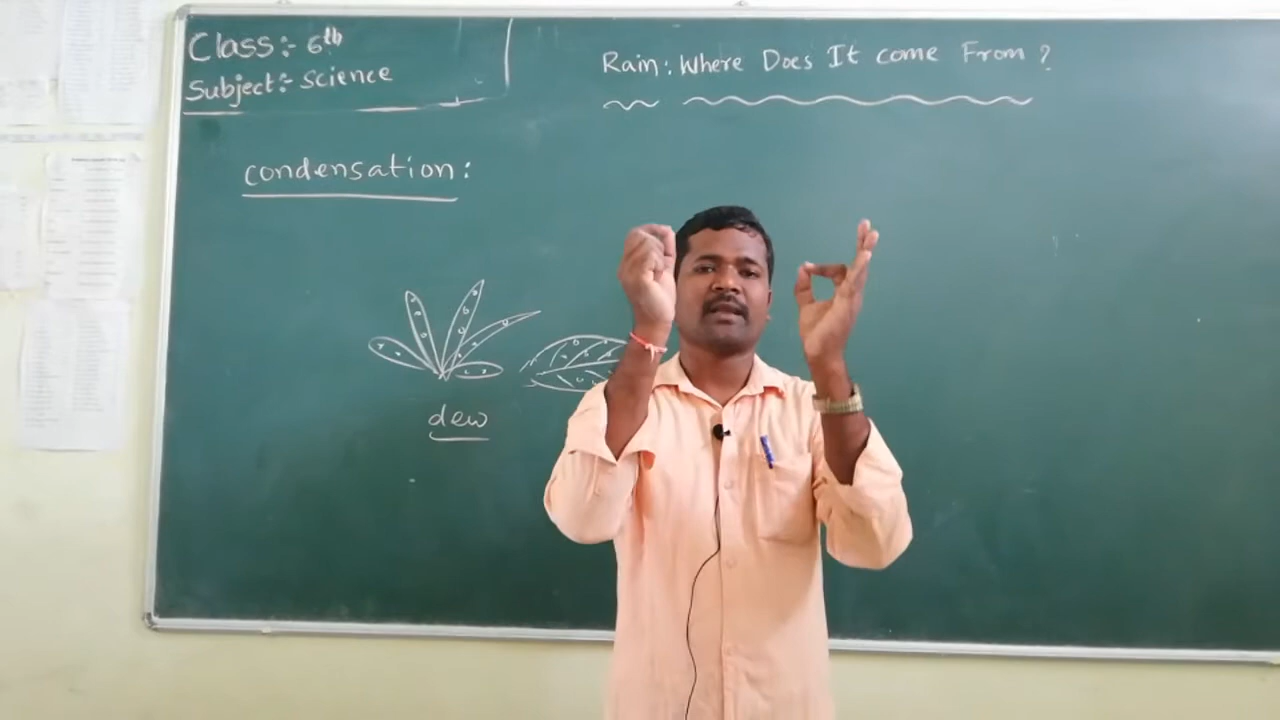 Class:- 6th
Subject:- Science
Rain: Where Does It come From ?
condensation:
dew